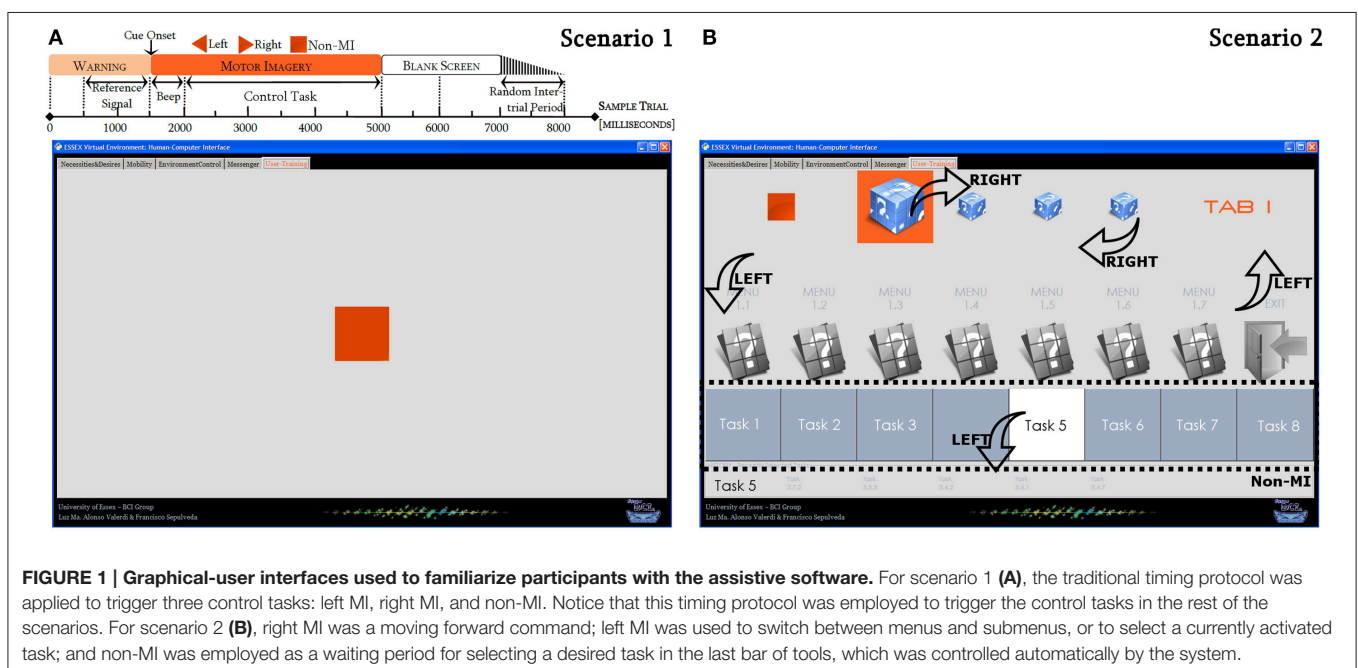 A
Cue Onset
Left
Right
Non-MI
Scenario 1
WARNING
MOTOR IMAGERY
BLANK SCREEN
Reference
Signal
Beep
Control Task
Random Inter-
trial Period
SAMPLE TRIAL
[MILLISECONDS]
0 1000 2000 3000 4000 5000 6000 7000 8000
ESSEX Virtual Environment: Human-Computer Interface
Necessities&Desires Mobility EnvironmentControl Messenger User-Training
University of Essex – BCI Group
Luz Ma. Alonso Valerdi & Francisco Sepulveda
B
Scenario 2
ESSEX Virtual Environment: Human-Computer Interface
Necessities&Desires Mobility EnvironmentControl Messenger User-Training
RIGHT
TAB 1
RIGHT
LEFT
LEFT
MENU 1.1 MENU 1.2 MENU 1.3 MENU 1.4 MENU 1.5 MENU 1.6 MENU 1.7 EXIT
Task 1 Task 2 Task 3 Task 5 Task 6 Task 7 Task 8
LEFT
Non-MI
Task 5
University of Essex – BCI Group
Luz Ma. Alonso Valerdi & Francisco Sepulveda
FIGURE 1 | Graphical-user interfaces used to familiarize participants with the assistive software. For scenario 1 (A), the traditional timing protocol was
applied to trigger three control tasks: left MI, right MI, and non-MI. Notice that this timing protocol was employed to trigger the control tasks in the rest of the
scenarios. For scenario 2 (B), right MI was a moving forward command; left MI was used to switch between menus and submenus, or to select a currently activated
task; and non-MI was employed as a waiting period for selecting a desired task in the last bar of tools, which was controlled automatically by the system.